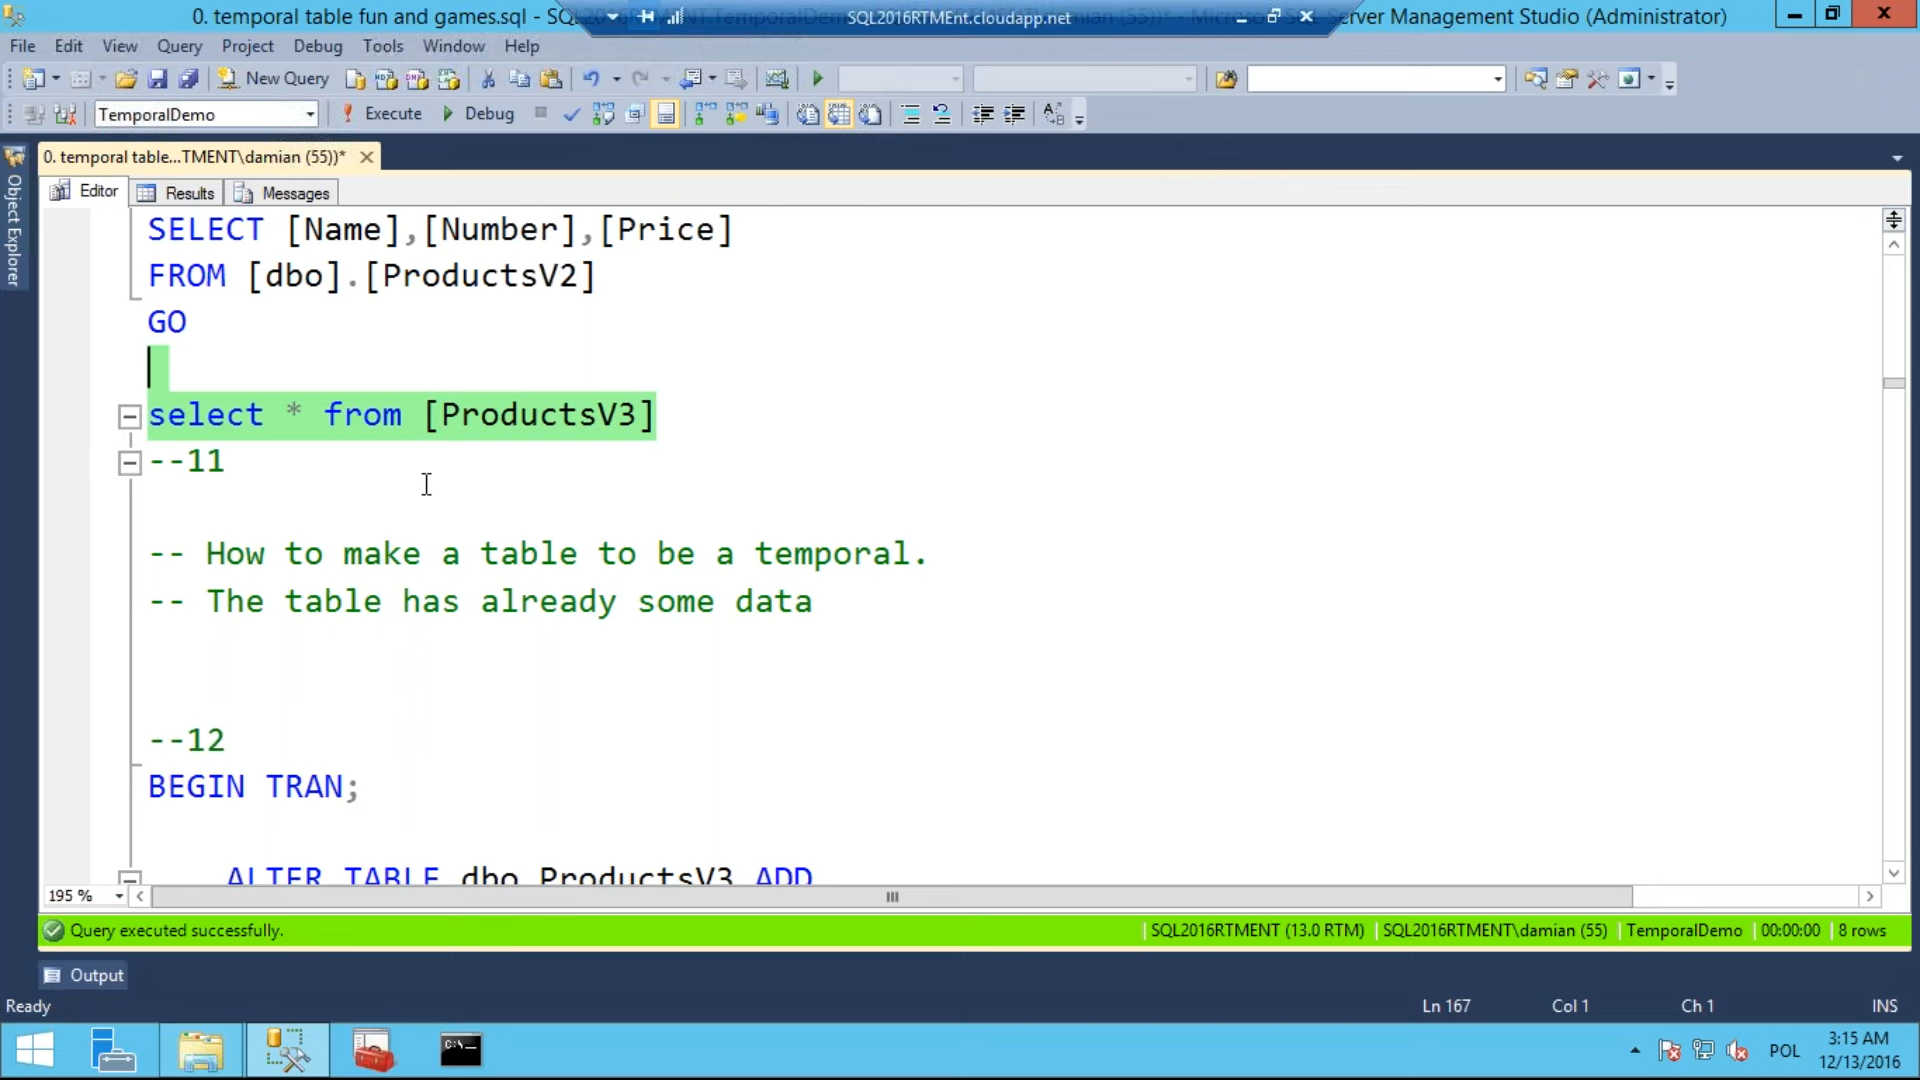 0. temporal table fun and games.sql - SQL2016RTMENT.TemporalDemo
SQL2016RTMEnt.cloudapp.net
SQL Server Management Studio (Administrator)
File Edit View Query Project Debug Tools Window Help
New Query
TemporalDemo Execute Debug
Object Explorer
0. temporal table...TMENT\damian (55))*
Editor Results Messages
SELECT [Name],[Number],[Price]
FROM [dbo].[ProductsV2]
GO
select * from [ProductsV3]
--11
-- How to make a table to be a temporal.
-- The table has already some data
--12
BEGIN TRAN;
ALTER TABLE dbo.ProductsV3 ADD
195 %
Query executed successfully. SQL2016RTMENT (13.0 RTM) SQL2016RTMENT\damian (55) TemporalDemo 00:00:00 8 rows
Output
Ready Ln 167 Col 1 Ch 1 INS
C:\_
POL
3:15 AM
12/13/2016